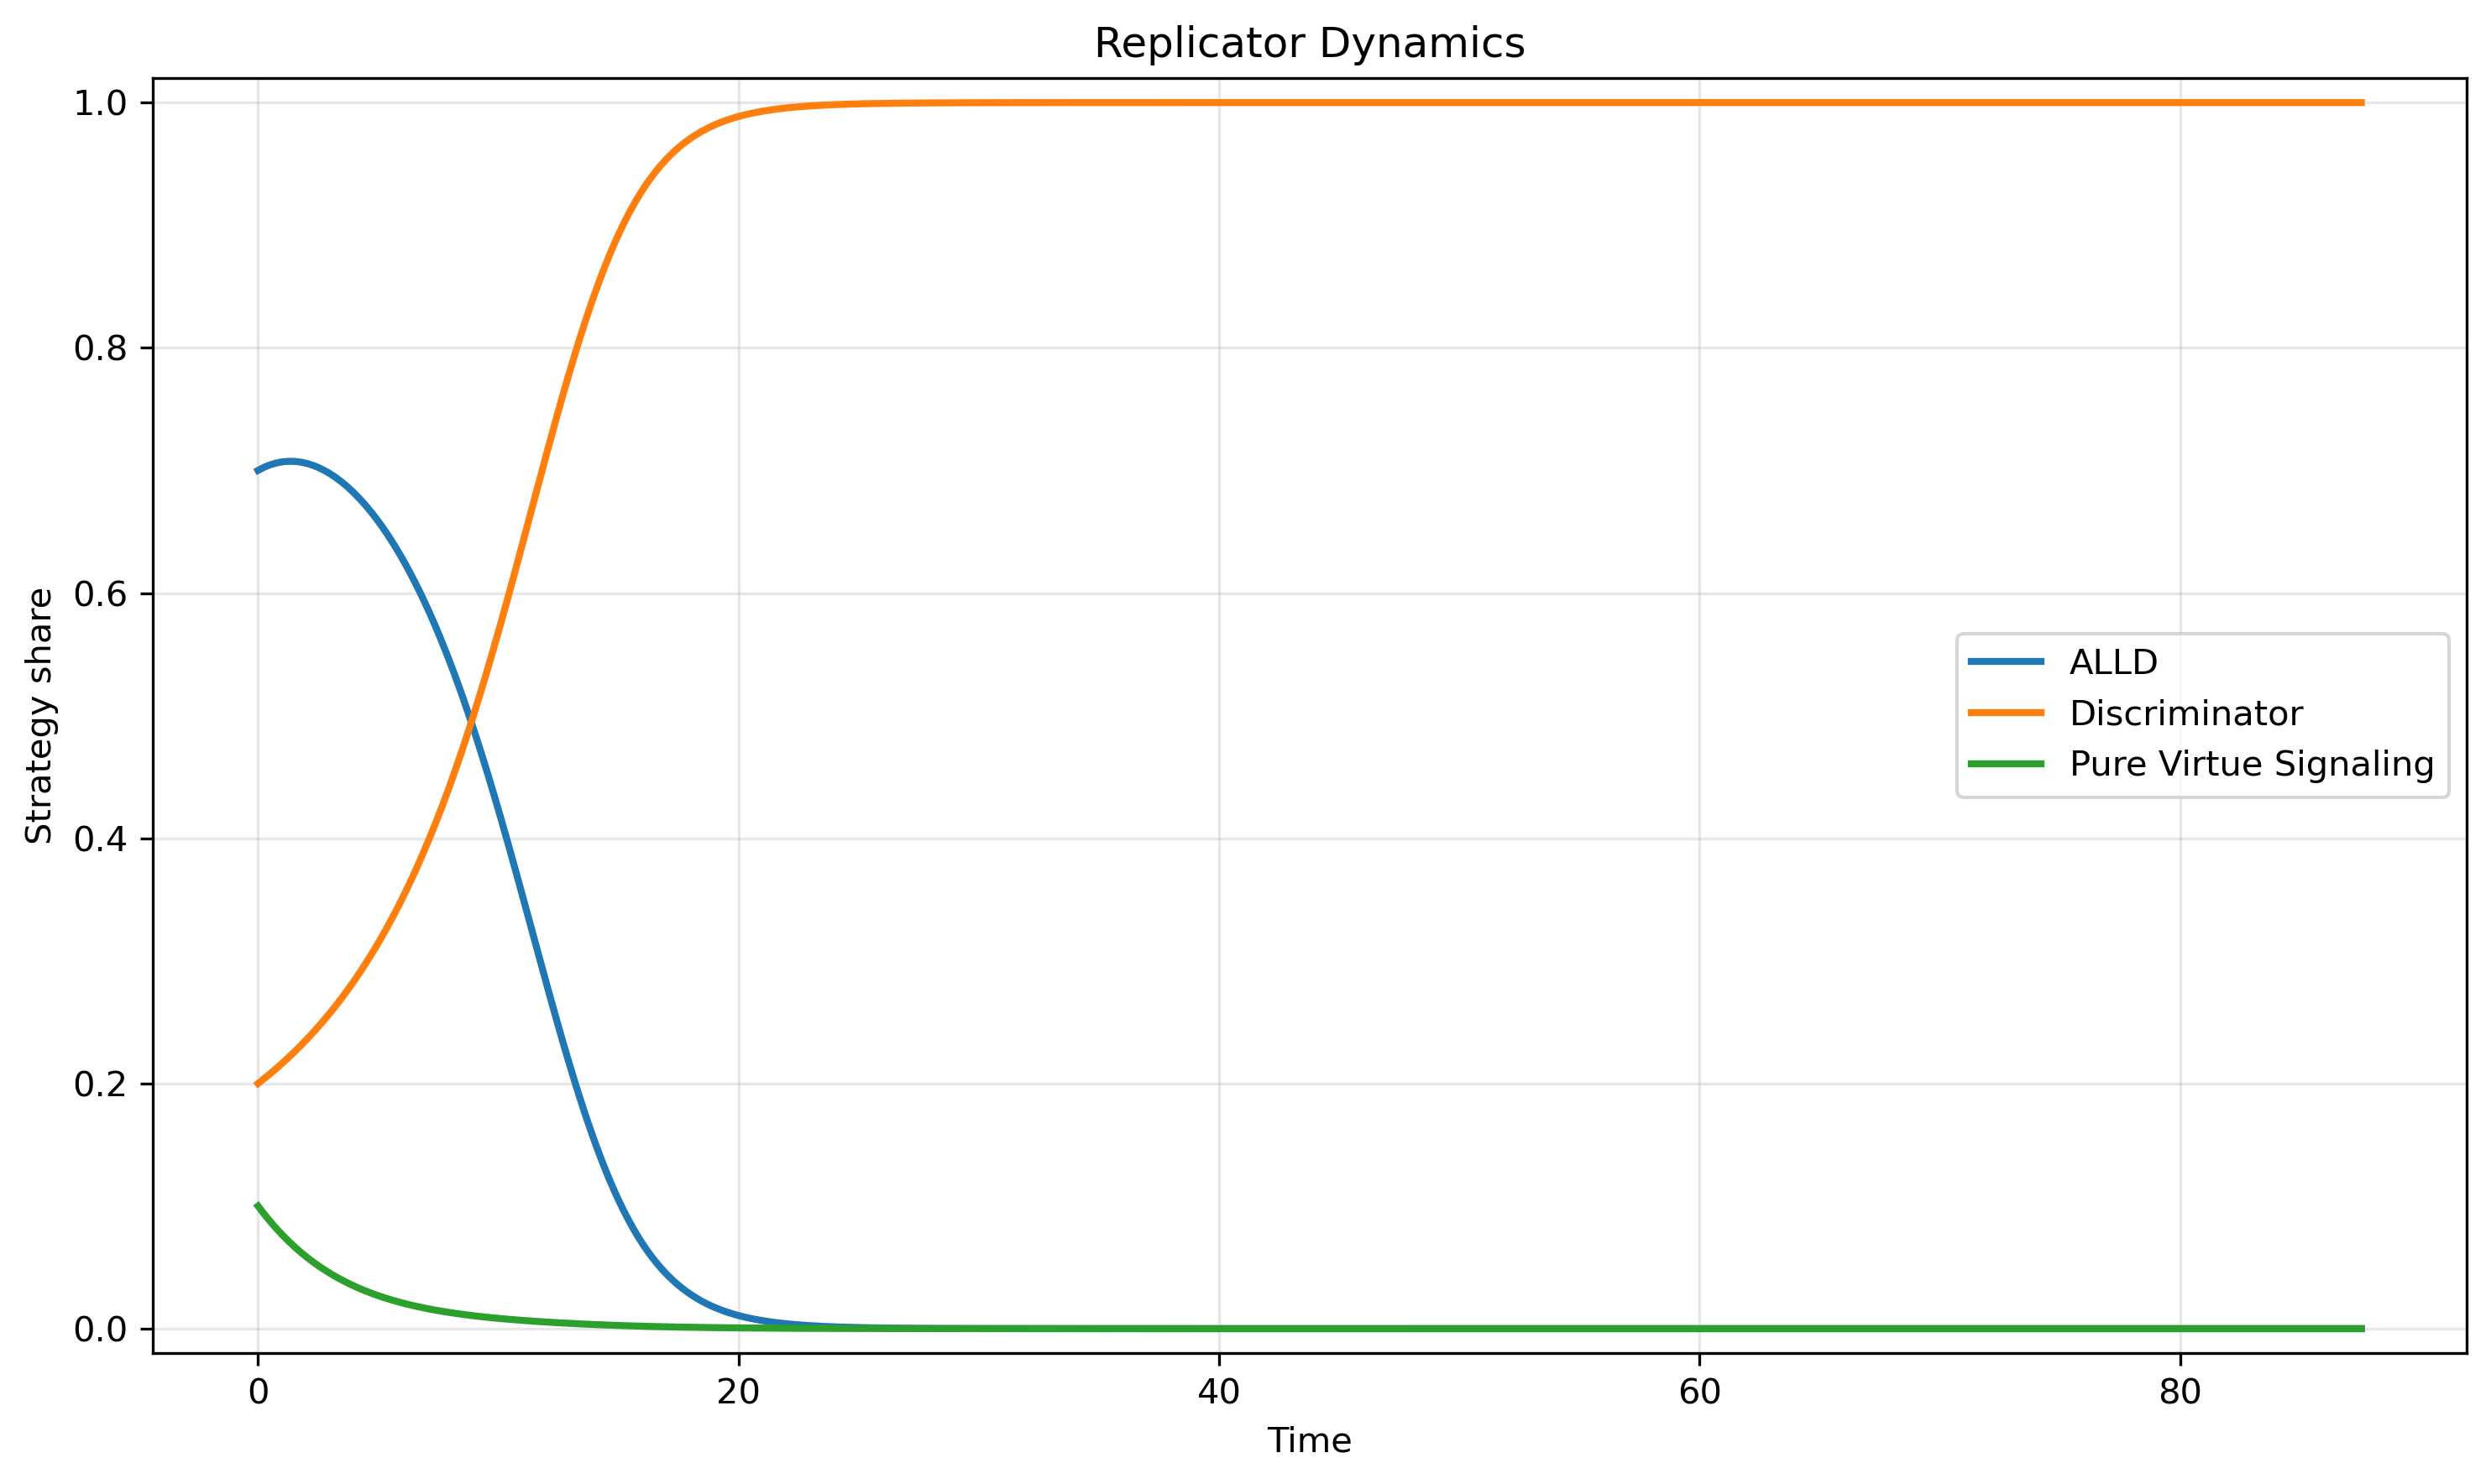 Replicator Dynamics
1.0
0.8
0.6
0.4
0.2
0.0
Strategy share
ALLD
Discriminator
Pure Virtue Signaling
0 20 40 60 80
Time